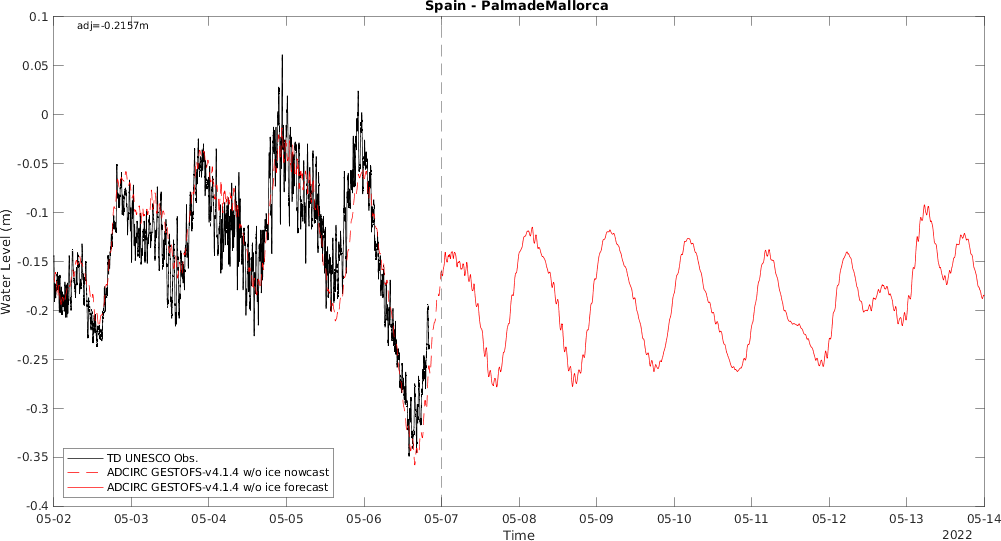 Spain - PalmadeMallorca
adj=-0.2157m
0.1
0.05
0
-0.05
-0.1
-0.15
-0.2
-0.25
-0.3
-0.35
-0.4
Water Level (m)
TD UNESCO Obs.
ADCIRC GESTOFS-v4.1.4 w/o ice nowcast
ADCIRC GESTOFS-v4.1.4 w/o ice forecast
05-02 05-03 05-04 05-05 05-06 05-07 05-08 05-09 05-10 05-11 05-12 05-13 05-14
Time
2022